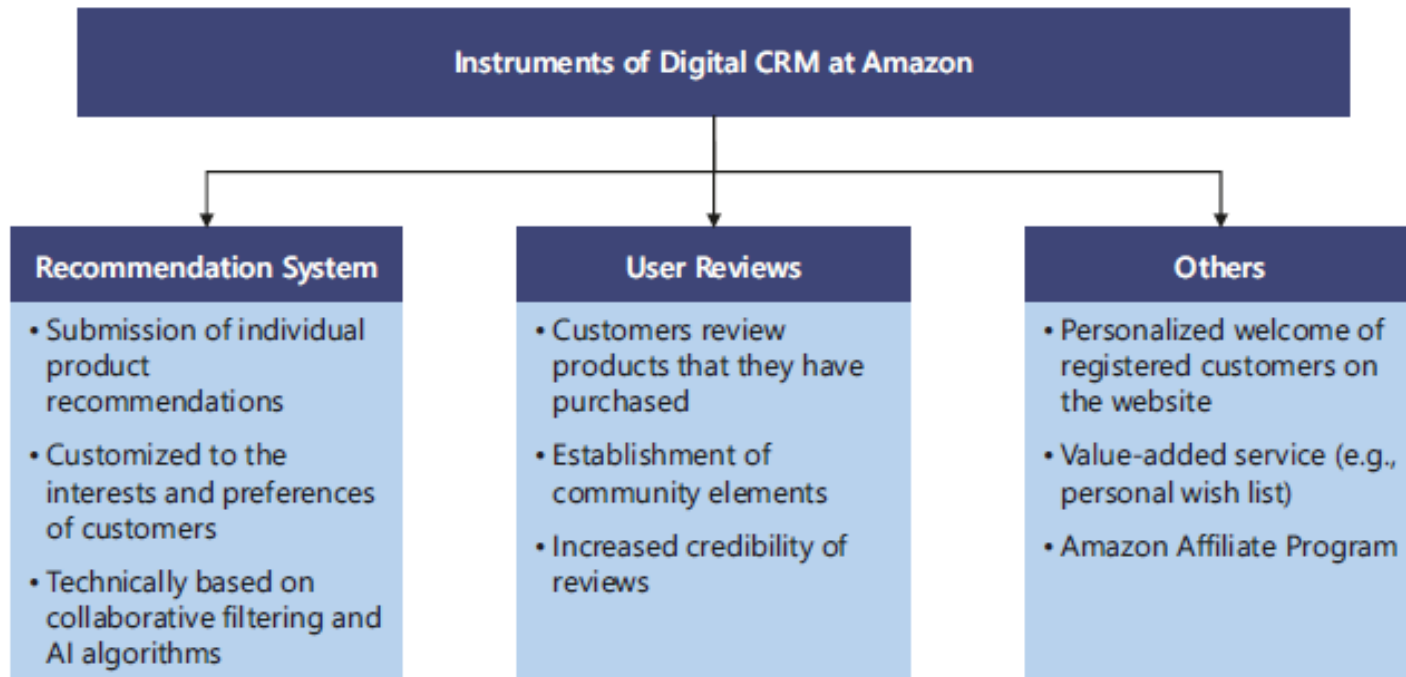 Instruments of Digital CRM at Amazon
Recommendation System
• Submission of individual
product
recommendations
• Customized to the
interests and preferences
of customers
• Technically based on
collaborative filtering and
AI algorithms
User Reviews
• Customers review
products that they have
purchased
• Establishment of
community elements
• Increased credibility of
reviews
Others
• Personalized welcome of
registered customers on
the website
• Value-added service (e.g.,
personal wish list)
• Amazon Affiliate Program